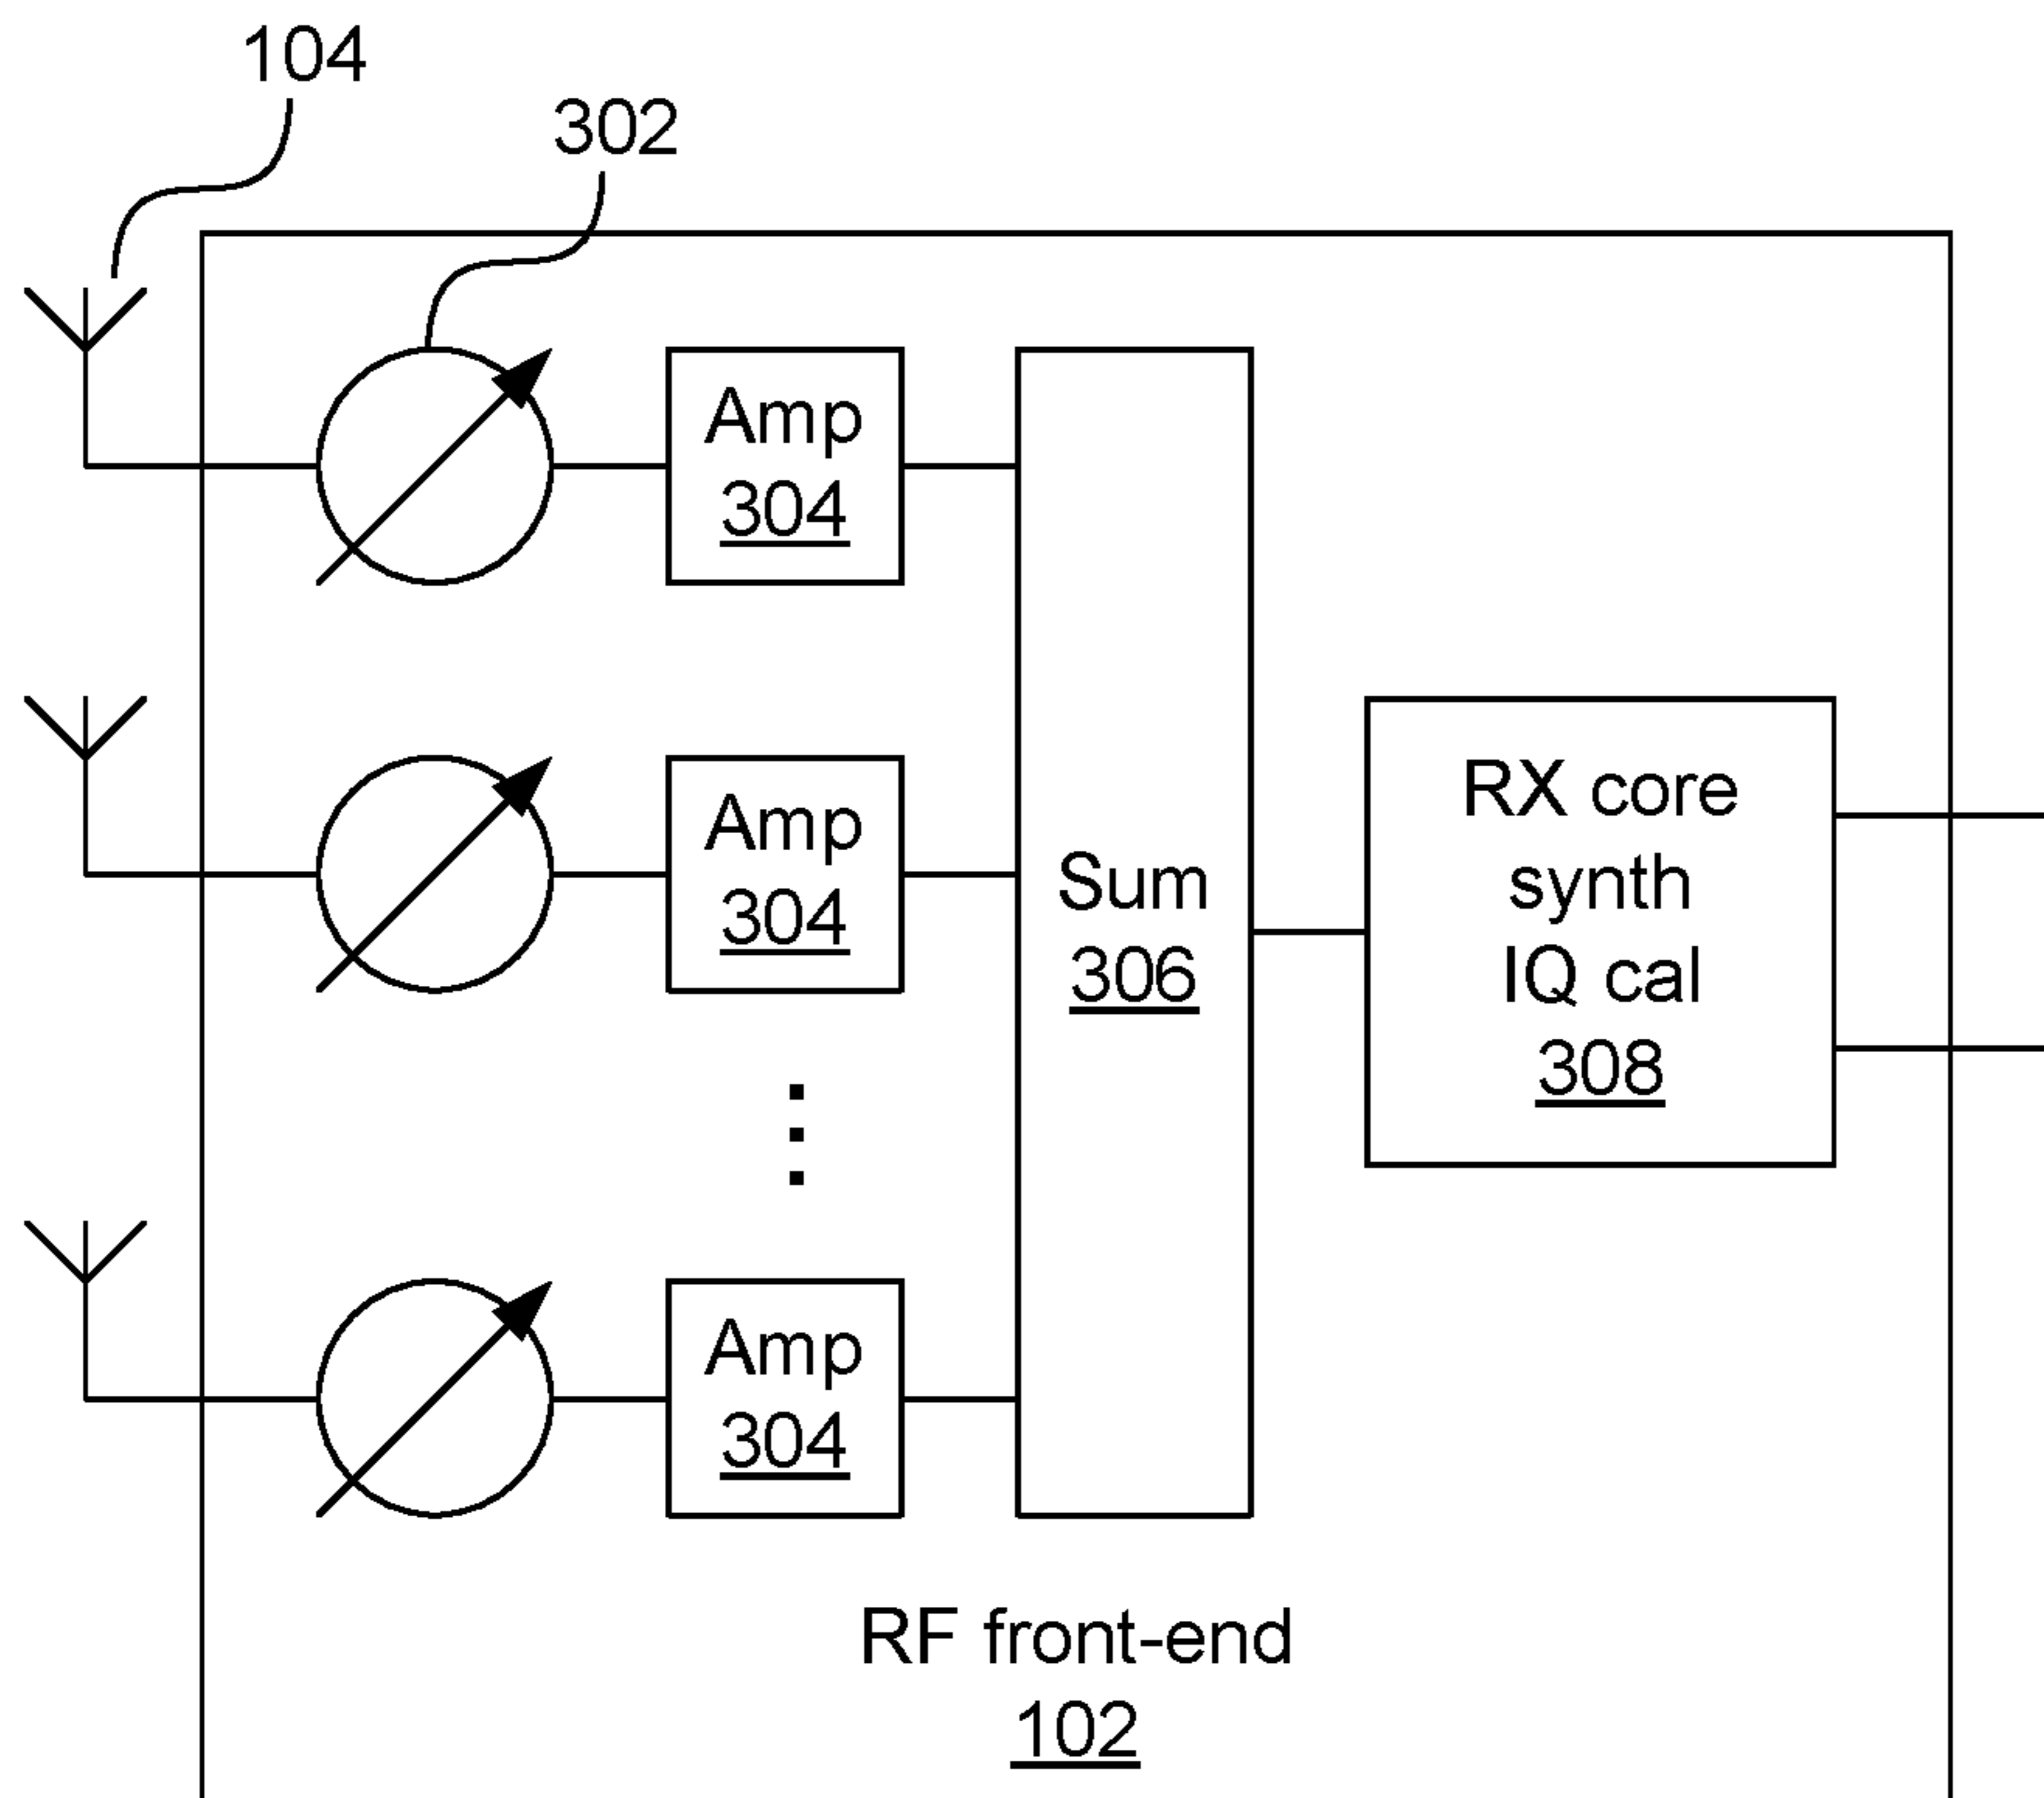 104
302
Amp
304
Amp
304
Sum
306
RX core
synth
IQ cal
308
Amp
304
RF front-end
102